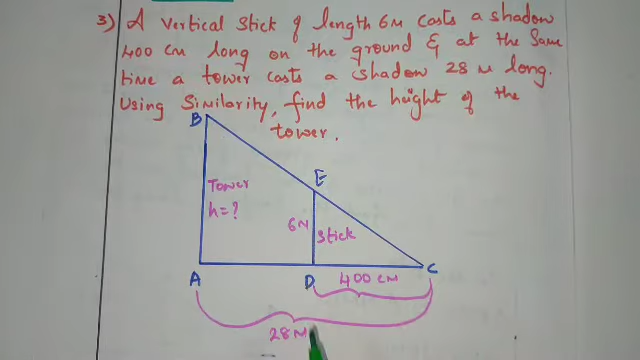 3) A Vertical Stick of length 6M casts a shadow
400 cm long on the ground & at the same
time a tower casts a shadow 28 M long.
Using Similarity, find the height of the
tower.
B
E
Tower
h=?
6M
Stick
A
D
400 cm
C
28 M